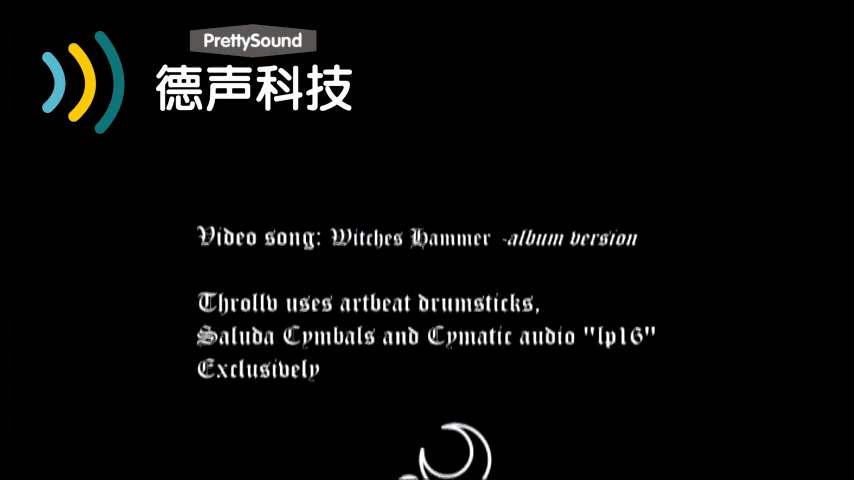 PrettySound
德声科技
Video song: Witches Hammer -album version
Throllv uses artbeat drumsticks,
Saluda Cymbals and Cymatic audio "lp16"
Exclusively